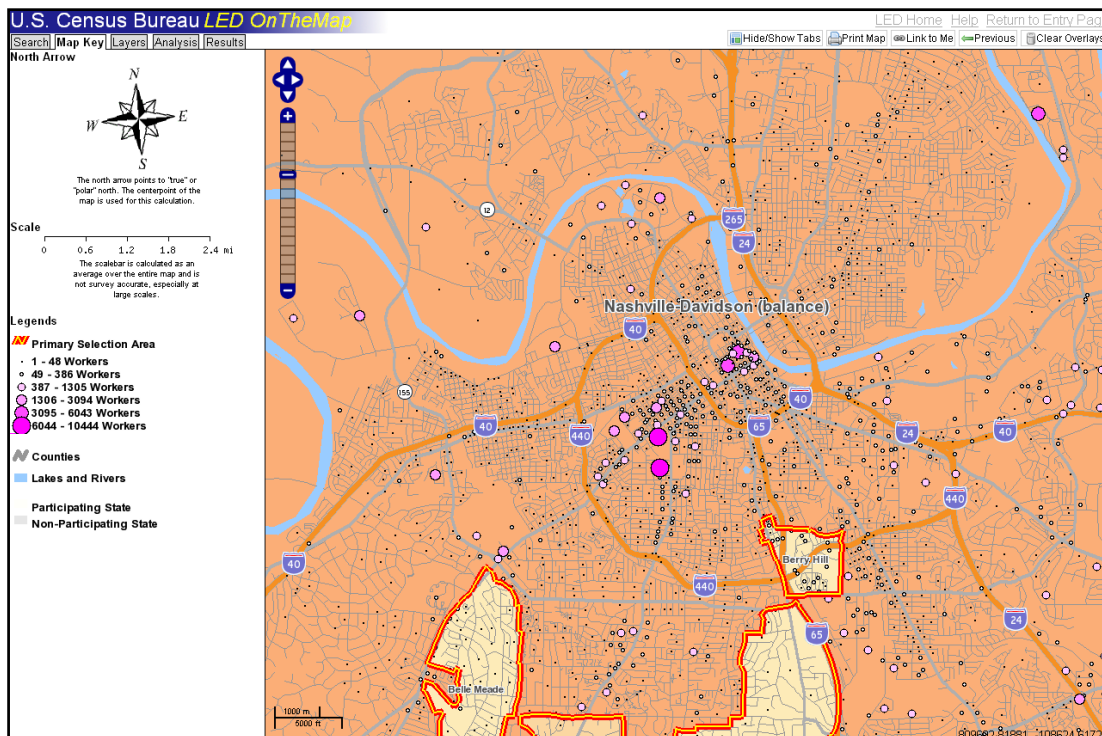 U.S. Census Bureau LED OnTheMap
LED Home Help Return to Entry Pag
Search Map Key Layers Analysis Results
Hide/Show Tabs Print Map Link to Me Previous Clear Overlays
North Arrow
N
W E
S
The north arrow points to "true" or
"polar" north. The centerpoint of the
map is used for this calculation.
Scale
0 0.6 1.2 1.8 2.4 mi
The scalebar is calculated as an
average over the entire map and is
not survey accurate, especially at
large scales.
Legends
Primary Selection Area
1 - 48 Workers
49 - 386 Workers
387 - 1305 Workers
1306 - 3094 Workers
3095 - 6043 Workers
6044 - 10444 Workers
Counties
Lakes and Rivers
Participating State
Non-Participating State
12
265
24
Nashville-Davidson (balance)
40
155
40
40
65
440
24
40
440
Berry Hill
40
440
24
65
Belle Meade
1000 m
5000 ft